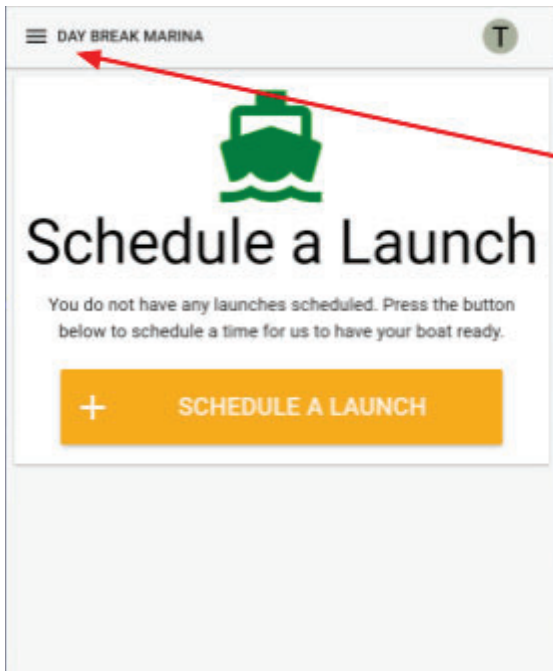 DAY BREAK MARINA
T
Schedule a Launch
You do not have any launches scheduled. Press the button
below to schedule a time for us to have your boat ready.
+ SCHEDULE A LAUNCH